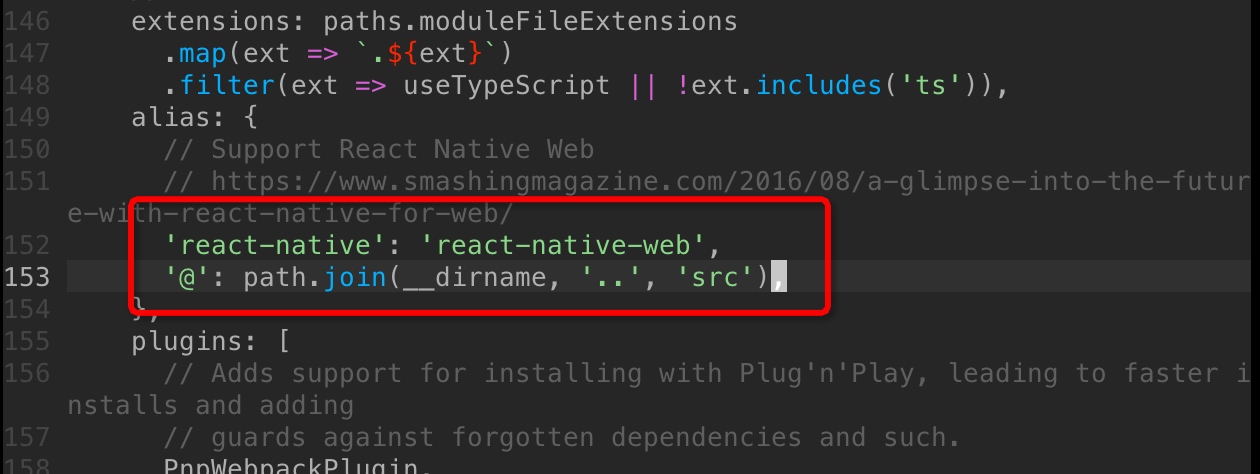 146 extensions: paths.moduleFileExtensions
147 .map(ext => `.${ext}`)
148 .filter(ext => useTypeScript || !ext.includes('ts')),
149 alias: {
150 // Support React Native Web
151 // https://www.smashingmagazine.com/2016/08/a-glimpse-into-the-futur
e-with-react-native-for-web/
152 'react-native': 'react-native-web',
153 '@': path.join(__dirname, '..', 'src'),
154 },
155 plugins: [
156 // Adds support for installing with Plug'n'Play, leading to faster i
nstalls and adding
157 // guards against forgotten dependencies and such.
158 PnpWebpackPlugin,